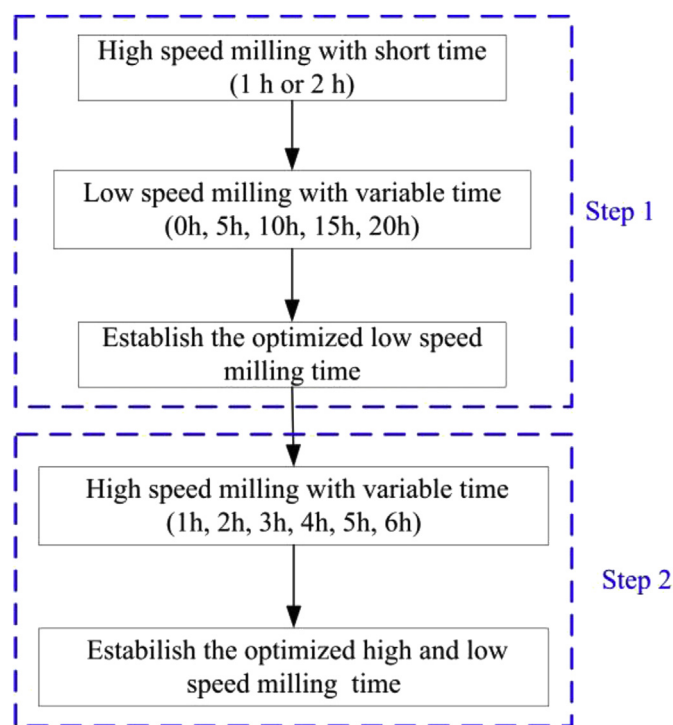 High speed milling with short time
(1 h or 2 h)
Low speed milling with variable time
(0h, 5h, 10h, 15h, 20h)
Step 1
Establish the optimized low speed
milling time
High speed milling with variable time
(1h, 2h, 3h, 4h, 5h, 6h)
Step 2
Estabilish the optimized high and low
speed milling time